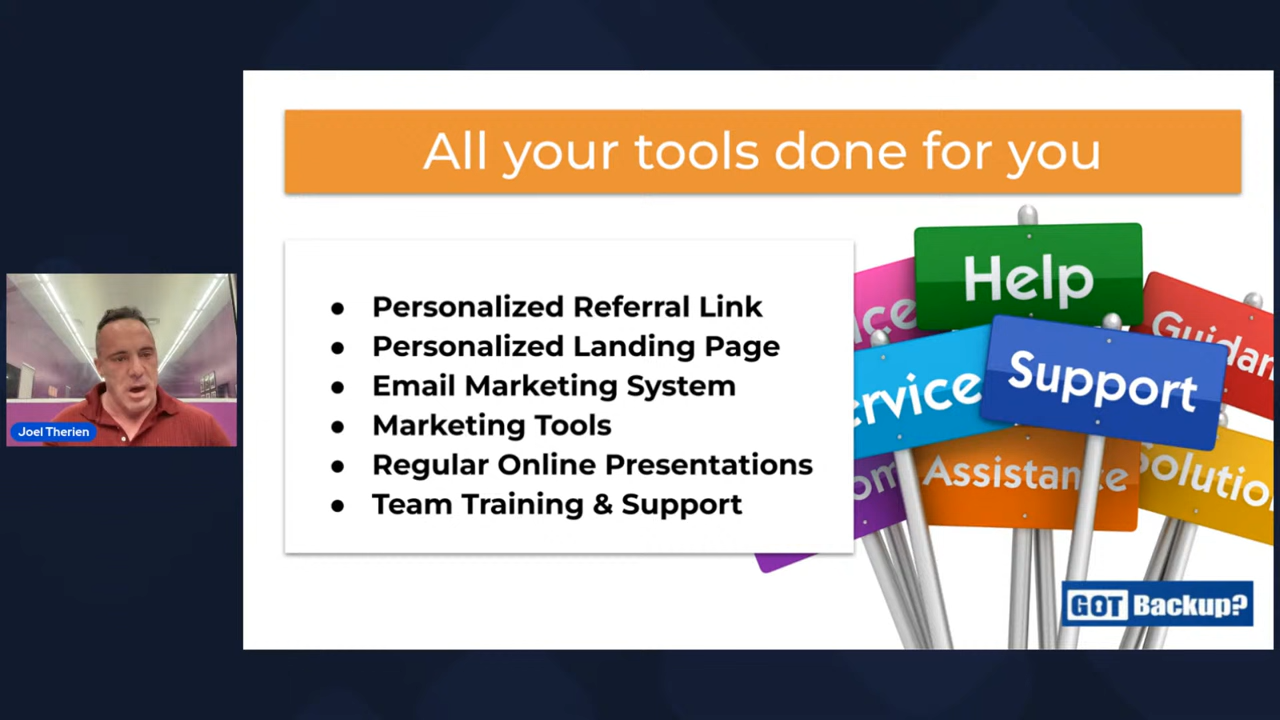 All your tools done for you
Personalized Referral Link
Personalized Landing Page
Email Marketing System
Marketing Tools
Regular Online Presentations
Team Training & Support
Help
Support
Assistance
Joel Therien
GOT Backup?